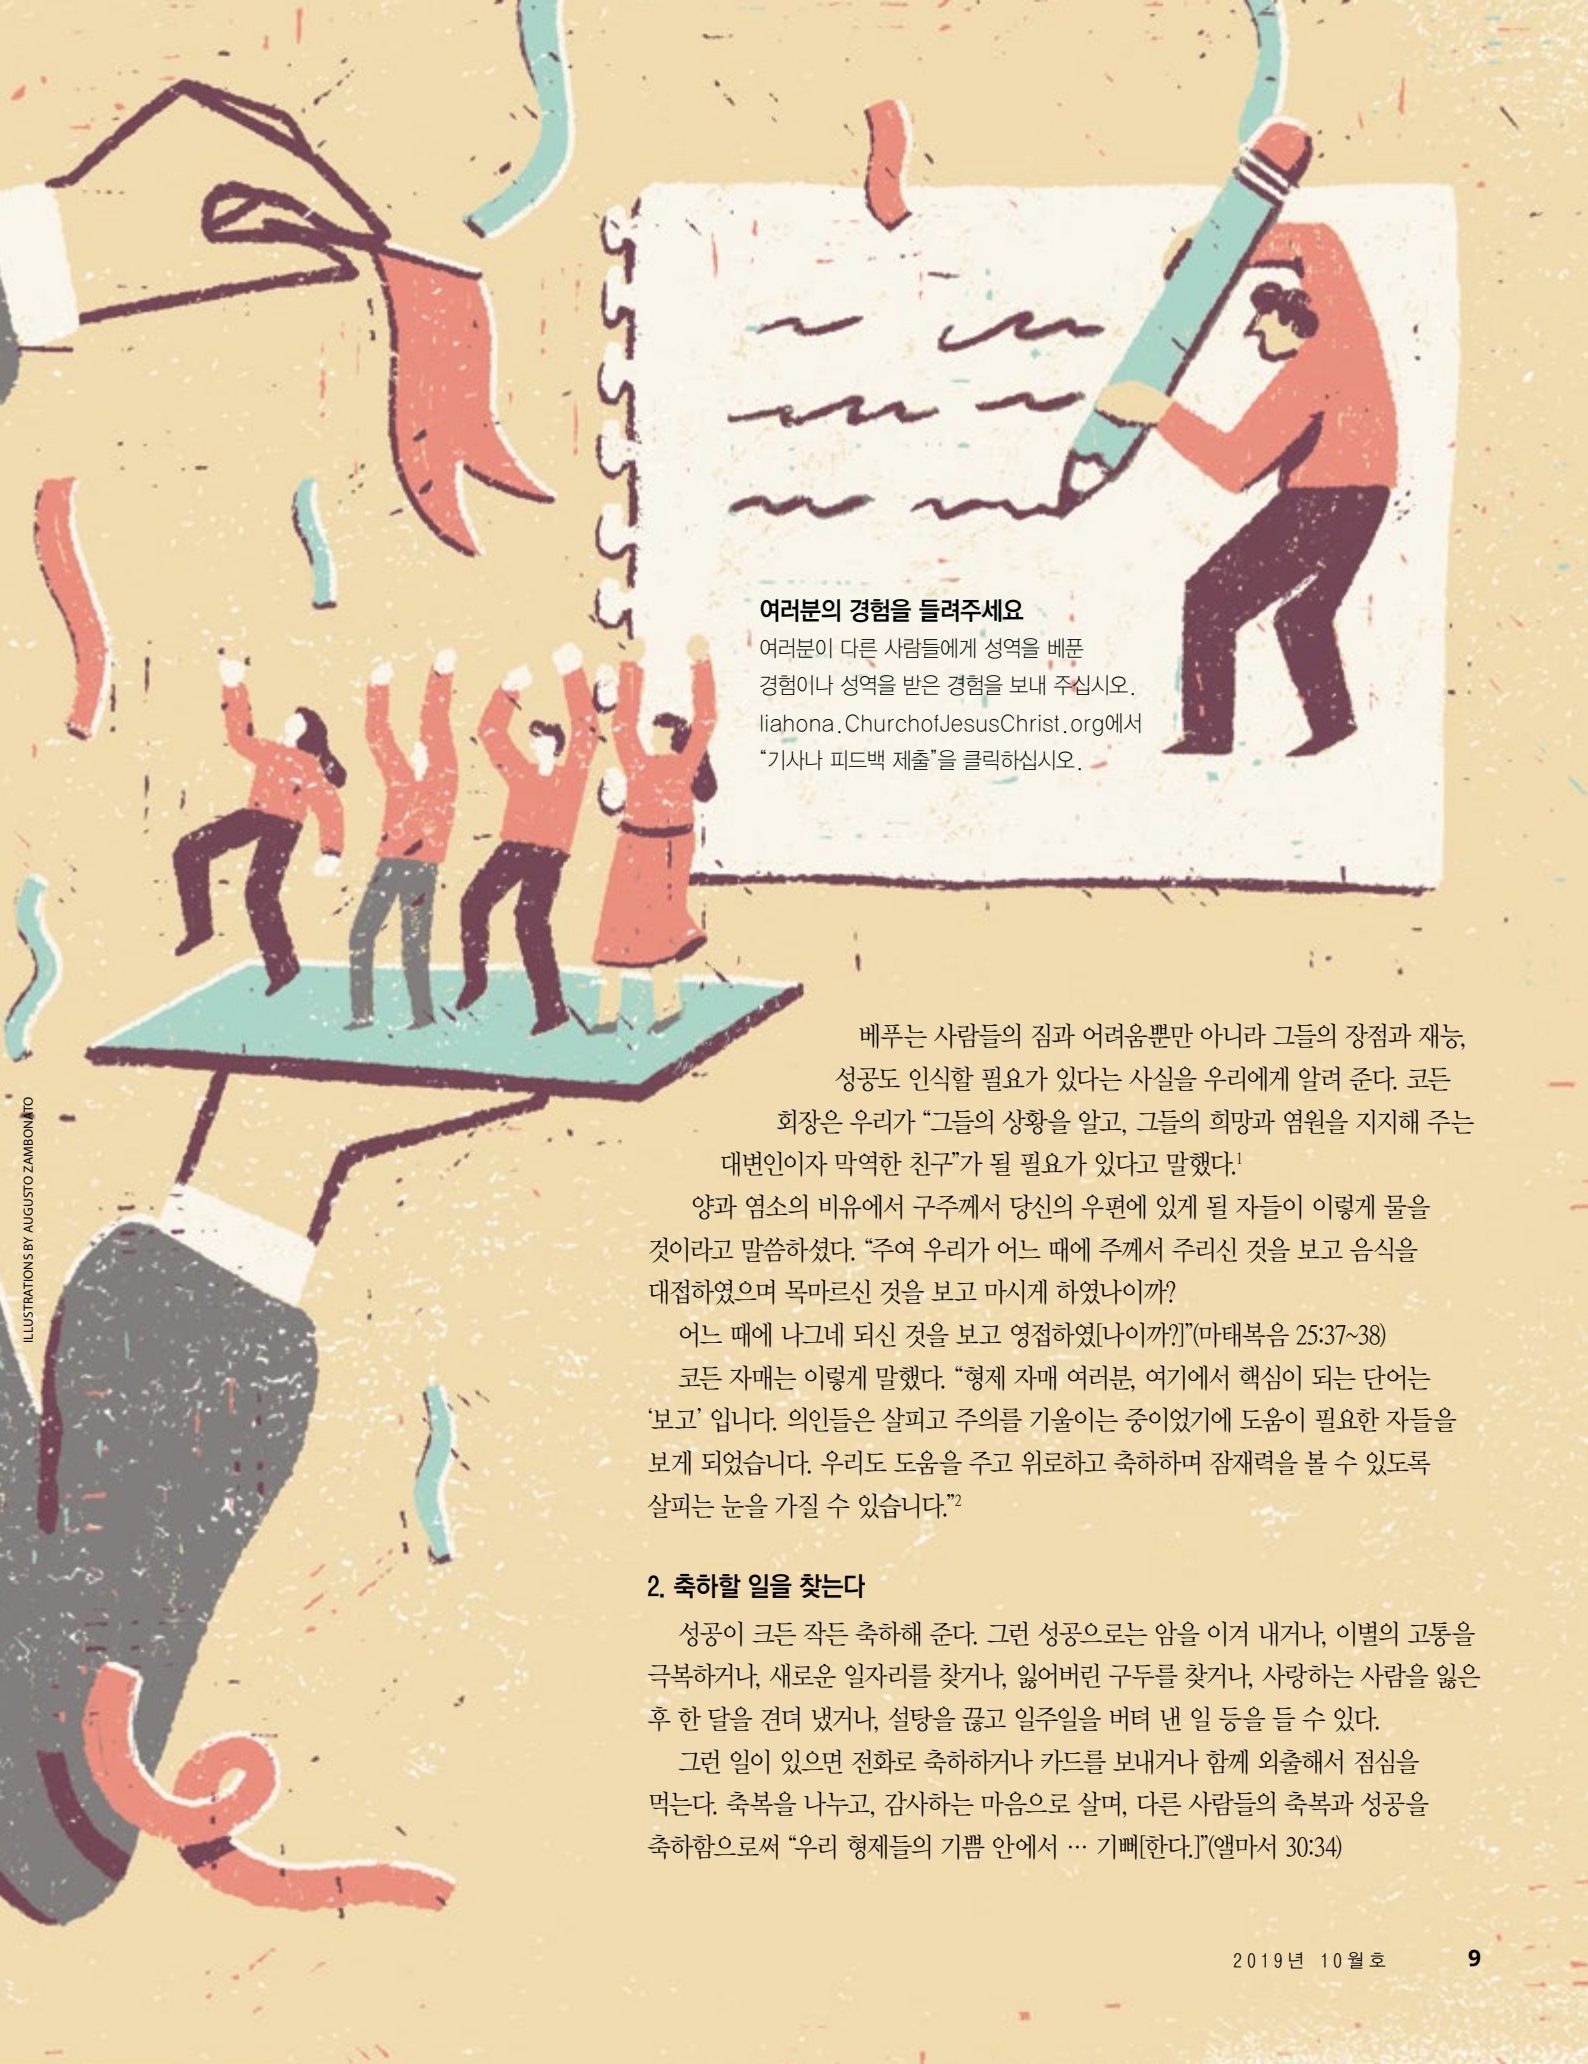 여러분의 경험을 들려주세요
여러분이 다른 사람들에게 성역을 베푼
경험이나 성역을 받은 경험을 보내 주십시오.
liahona.ChurchofJesusChrist.org에서
“기사나 피드백 제출”을 클릭하십시오.
베푸는 사람들의 짐과 어려움뿐만 아니라 그들의 장점과 재능,
성공도 인식할 필요가 있다는 사실을 우리에게 알려 준다. 코든
회장은 우리가 “그들의 상황을 알고, 그들의 희망과 염원을 지지해 주는
대변인이자 막역한 친구”가 될 필요가 있다고 말했다.1
양과 염소의 비유에서 구주께서 당신의 우편에 있게 될 자들이 이렇게 물을
것이라고 말씀하셨다. “주여 우리가 어느 때에 주께서 주리신 것을 보고 음식을
대접하였으며 목마르신 것을 보고 마시게 하였나이까?
어느 때에 나그네 되신 것을 보고 영접하였[나이까?]”(마태복음 25:37~38)
코든 자매는 이렇게 말했다. “형제 자매 여러분, 여기에서 핵심이 되는 단어는
‘보고’ 입니다. 의인들은 살피고 주의를 기울이는 중이었기에 도움이 필요한 자들을
보게 되었습니다. 우리도 도움을 주고 위로하고 축하하며 잠재력을 볼 수 있도록
살피는 눈을 가질 수 있습니다.”2
2. 축하할 일을 찾는다
성공이 크든 작든 축하해 준다. 그런 성공으로는 암을 이겨 내거나, 이별의 고통을
극복하거나, 새로운 일자리를 찾거나, 잃어버린 구두를 찾거나, 사랑하는 사람을 잃은
후 한 달을 견뎌 냈거나, 설탕을 끊고 일주일을 버텨 낸 일 등을 들 수 있다.
그런 일이 있으면 전화로 축하하거나 카드를 보내거나 함께 외출해서 점심을
먹는다. 축복을 나누고, 감사하는 마음으로 살며, 다른 사람들의 축복과 성공을
축하함으로써 “우리 형제들의 기쁨 안에서 … 기뻐[한다.]”(앨마서 30:34)
ILLUSTRATIONS BY AUGUSTO ZAMBONATO
2019년 10월호 9